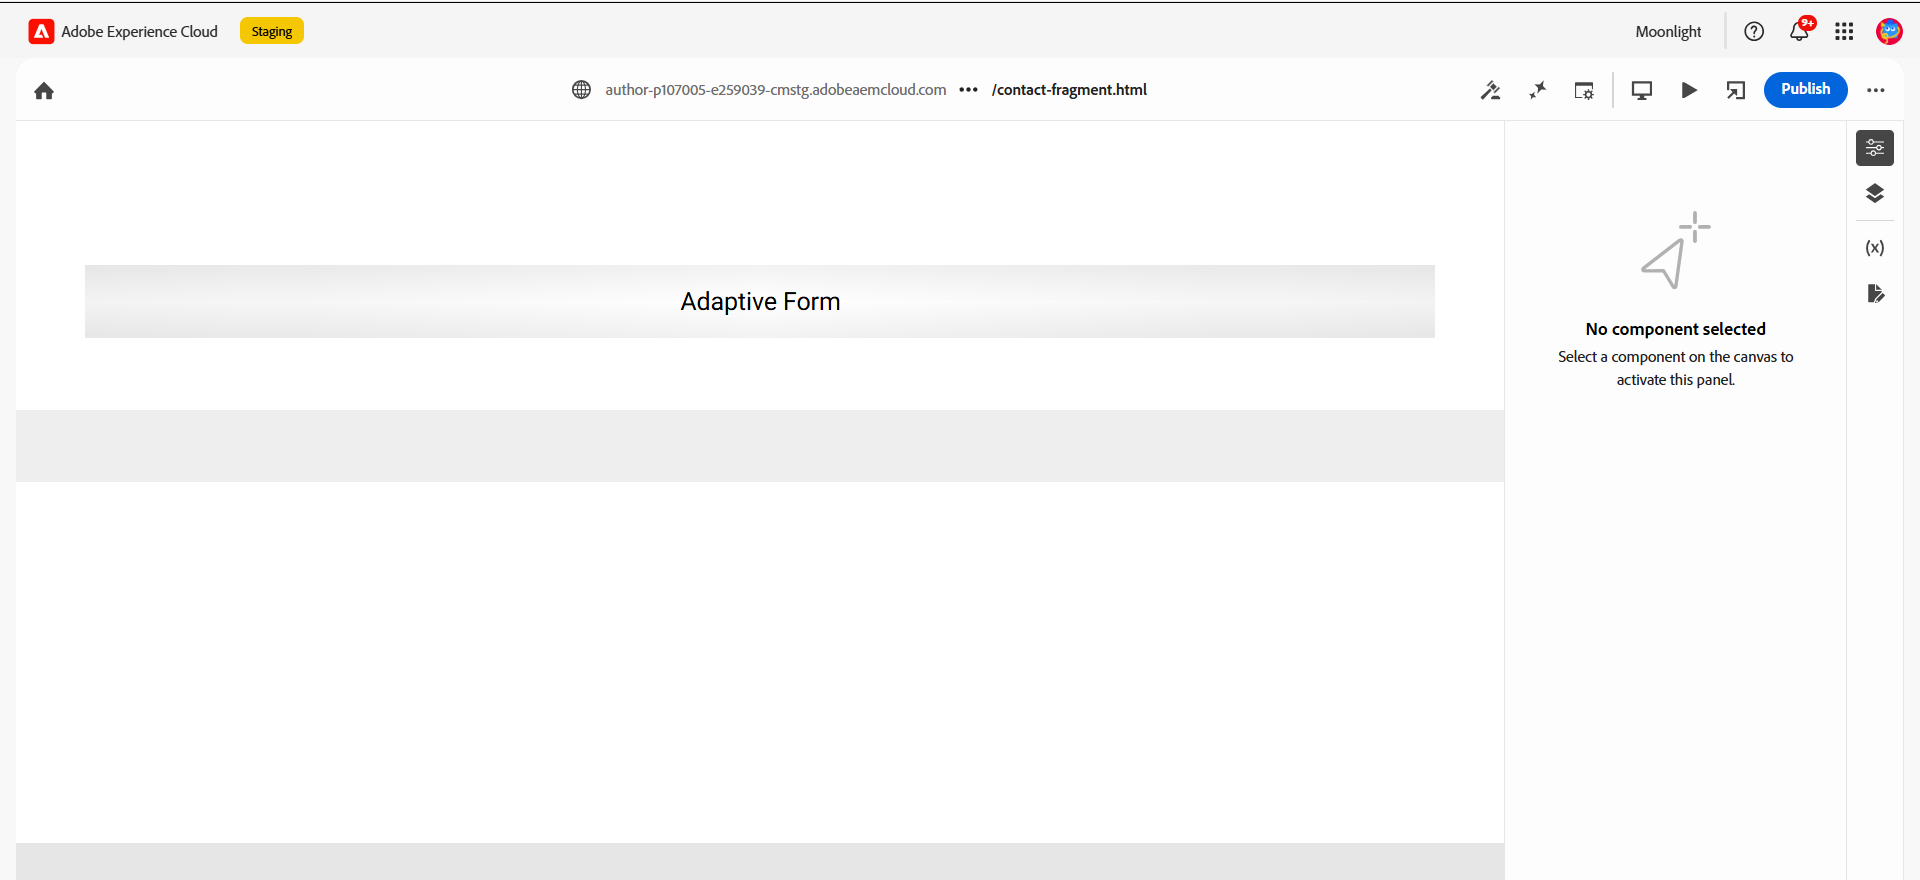 Adobe Experience Cloud
Staging
Moonlight
9+
author-p107005-e259039-cmstg.adobeaemcloud.com ••• /contact-fragment.html
Publish
Adaptive Form
(x)
No component selected
Select a component on the canvas to
activate this panel.